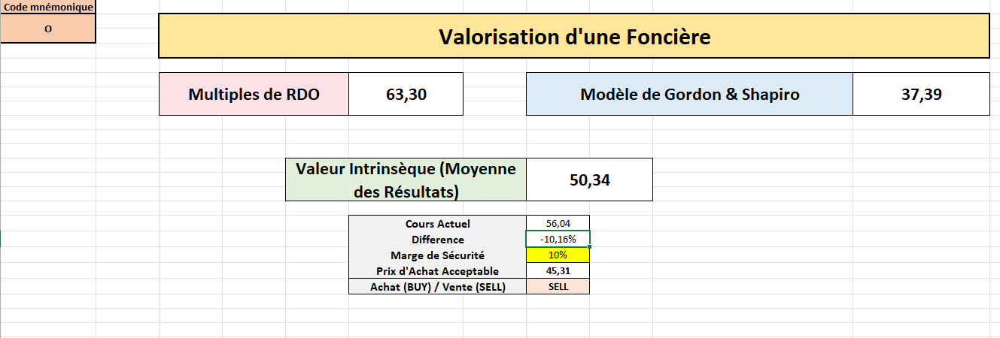 Code mnémonique
O
Valorisation d'une Foncière
Multiples de RDO
63,30
Modèle de Gordon & Shapiro
37,39
Valeur Intrinsèque (Moyenne
des Résultats)
50,34
Cours Actuel
56,04
Difference
-10,16%
Marge de Sécurité
10%
Prix d'Achat Acceptable
45,31
Achat (BUY) / Vente (SELL)
SELL